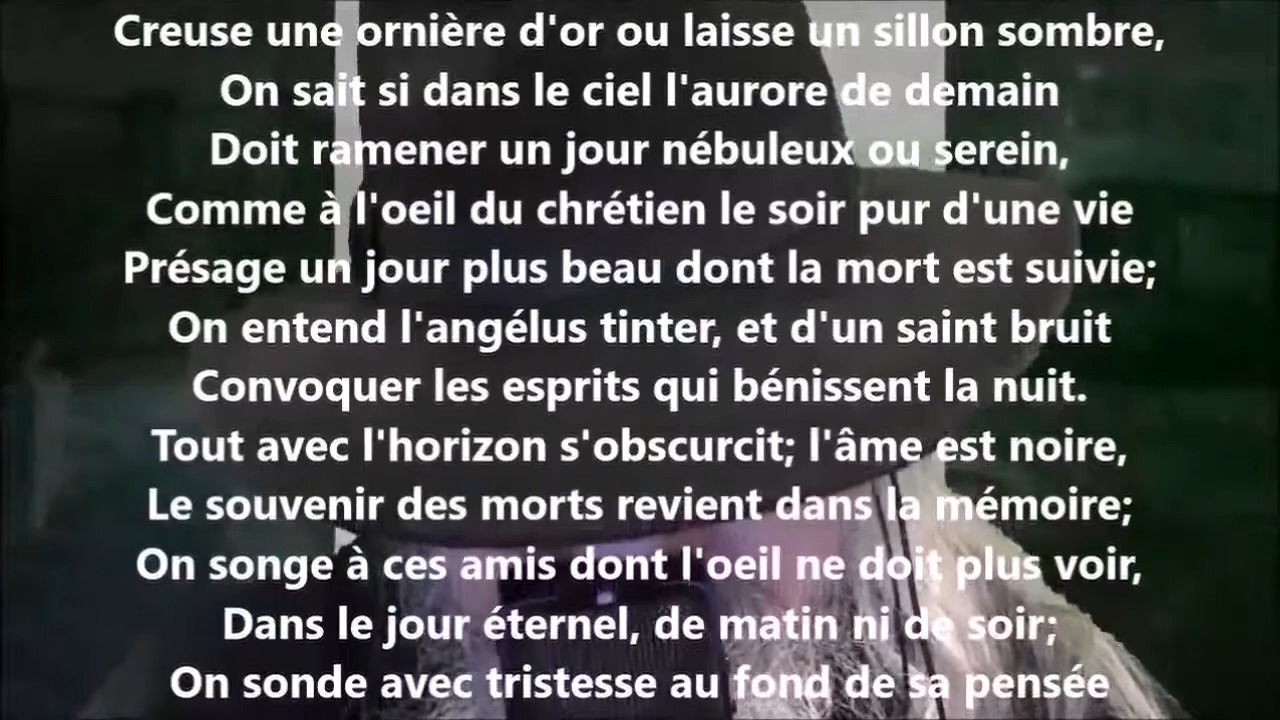 Creuse une ornière d'or ou laisse un sillon sombre,
On sait si dans le ciel l'aurore de demain
Doit ramener un jour nébuleux ou serein,
Comme à l'oeil du chrétien le soir pur d'une vie
Présage un jour plus beau dont la mort est suivie;
On entend l'angélus tinter, et d'un saint bruit
Convoquer les esprits qui bénissent la nuit.
Tout avec l'horizon s'obscurcit; l'âme est noire,
Le souvenir des morts revient dans la mémoire;
On songe à ces amis dont l'oeil ne doit plus voir,
Dans le jour éternel, de matin ni de soir;
On sonde avec tristesse au fond de sa pensée